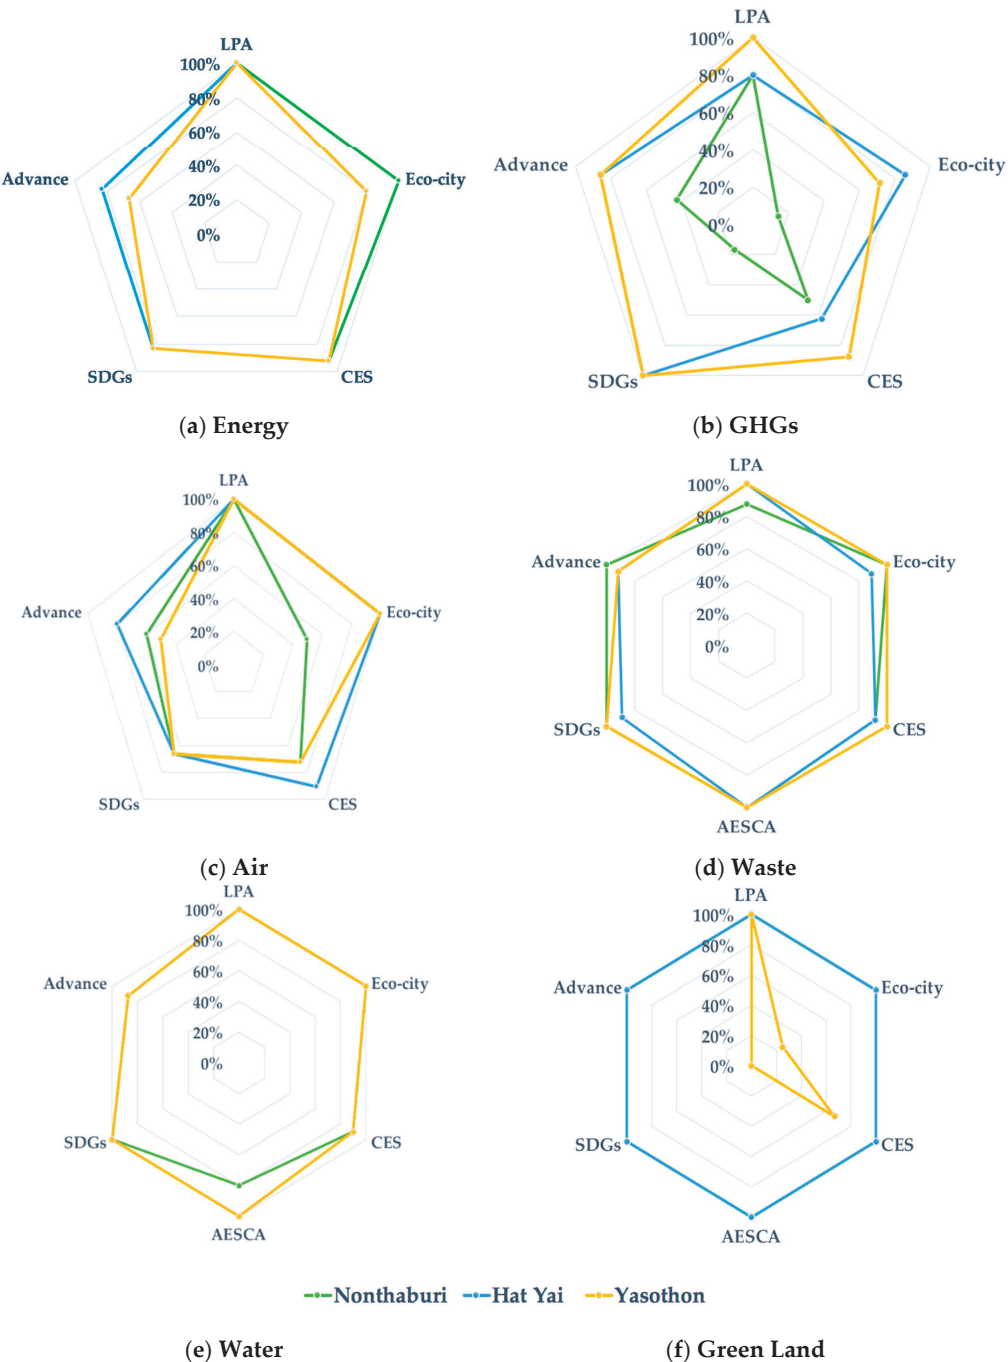 LPA
100%
80%
60%
40%
20%
0%
Advance
Eco-city
SDGs
CES
(a) Energy
LPA
100%
80%
60%
40%
20%
0%
Advance
Eco-city
SDGs
CES
(b) GHGs
LPA
100%
80%
60%
40%
20%
0%
Advance
Eco-city
SDGs
CES
(c) Air
LPA
100%
80%
60%
40%
20%
0%
Advance
Eco-city
SDGs
CES
AESCA
(d) Waste
LPA
100%
80%
60%
40%
20%
0%
Advance
Eco-city
SDGs
CES
AESCA
LPA
100%
80%
60%
40%
20%
0%
Advance
Eco-city
SDGs
CES
AESCA
Nonthaburi Hat Yai Yasothon
(e) Water
(f) Green Land